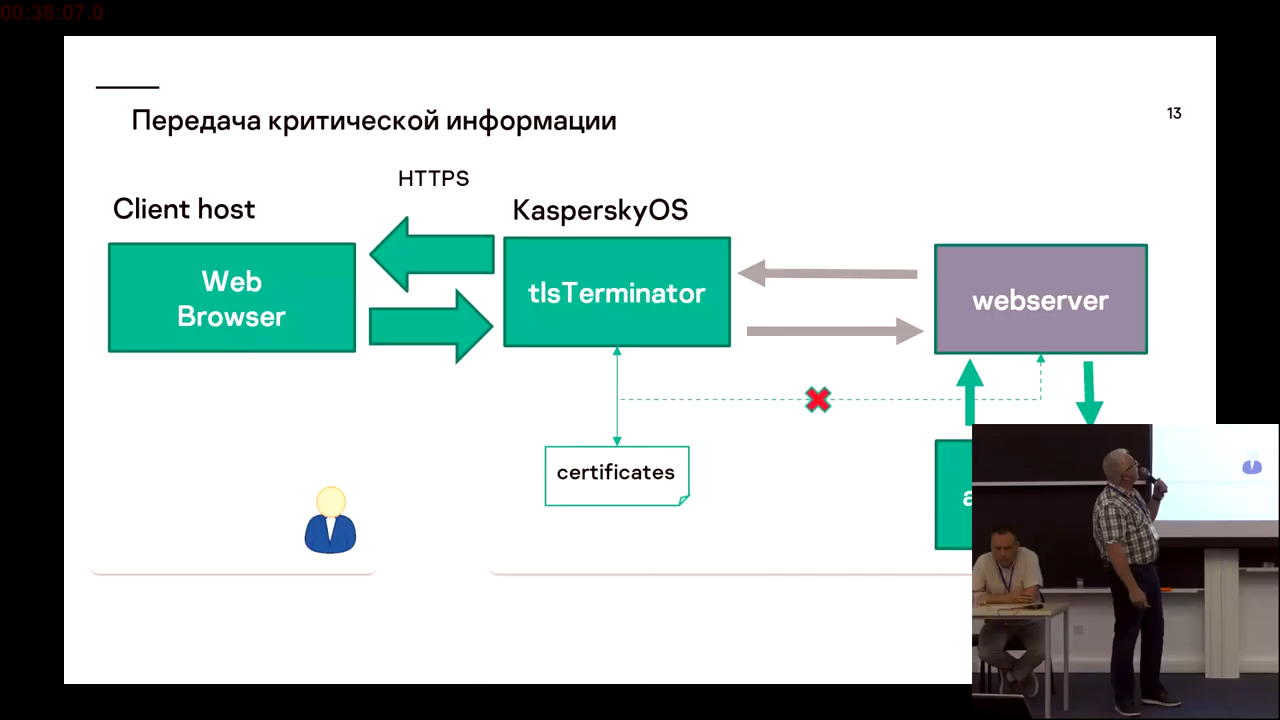 00:38:07.0
Передача критической информации
13
HTTPS
Client host
KasperskyOS
Web
Browser
tlsTerminator
webserver
certificates